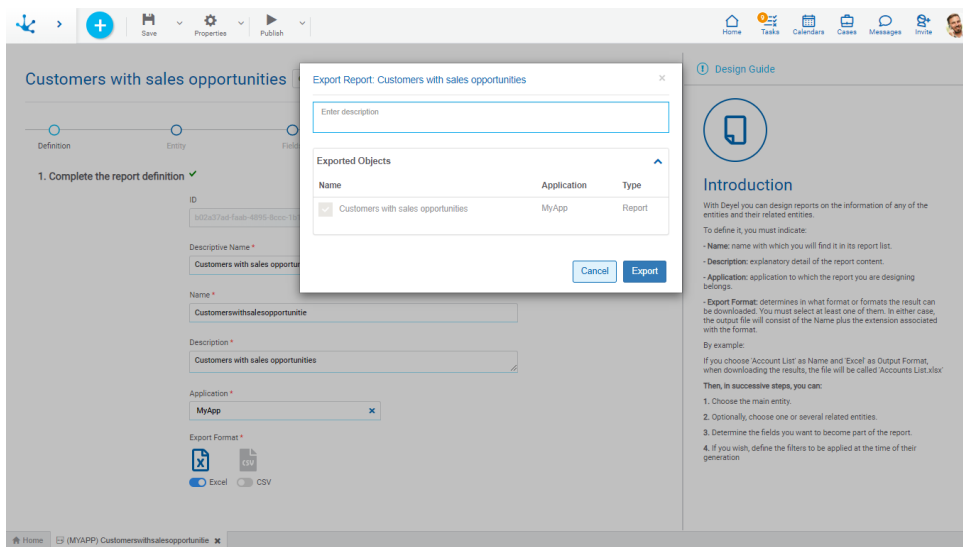 Save
Properties
Publish
Home
9
Tasks
Calendars
Cases
Messages
Invite
Customers with sales opportunities
Definition
Entity
Field
1. Complete the report definition
ID
Descriptive Name *
Customers with sales opportun
Name *
Customerswithsalesopportunitie
Description *
Customers with sales opportunities
Application *
MyApp
Export Format *
X
CSV
Excel
CSV
Export Report: Customers with sales opportunities
Enter description
Exported Objects
Name Application Type
Customers with sales opportunities MyApp Report
Cancel
Export
Design Guide
Introduction
With Deyel you can design reports on the information of any of the
entities and their related entities.
To define it, you must indicate:
- Name: name with which you will find it in its report list.
- Description: explanatory detail of the report content.
- Application: application to which the report you are designing
belongs.
- Export Format: determines in what format or formats the result can
be downloaded. You must select at least one of them. In either case,
the output file will consist of the Name plus the extension associated
with the format.
By example:
If you choose 'Account List' as Name and 'Excel' as Output Format,
when downloading the results, the file will be called 'Accounts List.xlsx'
Then, in successive steps, you can:
1. Choose the main entity.
2. Optionally, choose one or several related entities.
3. Determine the fields you want to become part of the report.
4. If you wish, define the filters to be applied at the time of their
generation
Home
(MYAPP) Customerswithsalesopportunitie